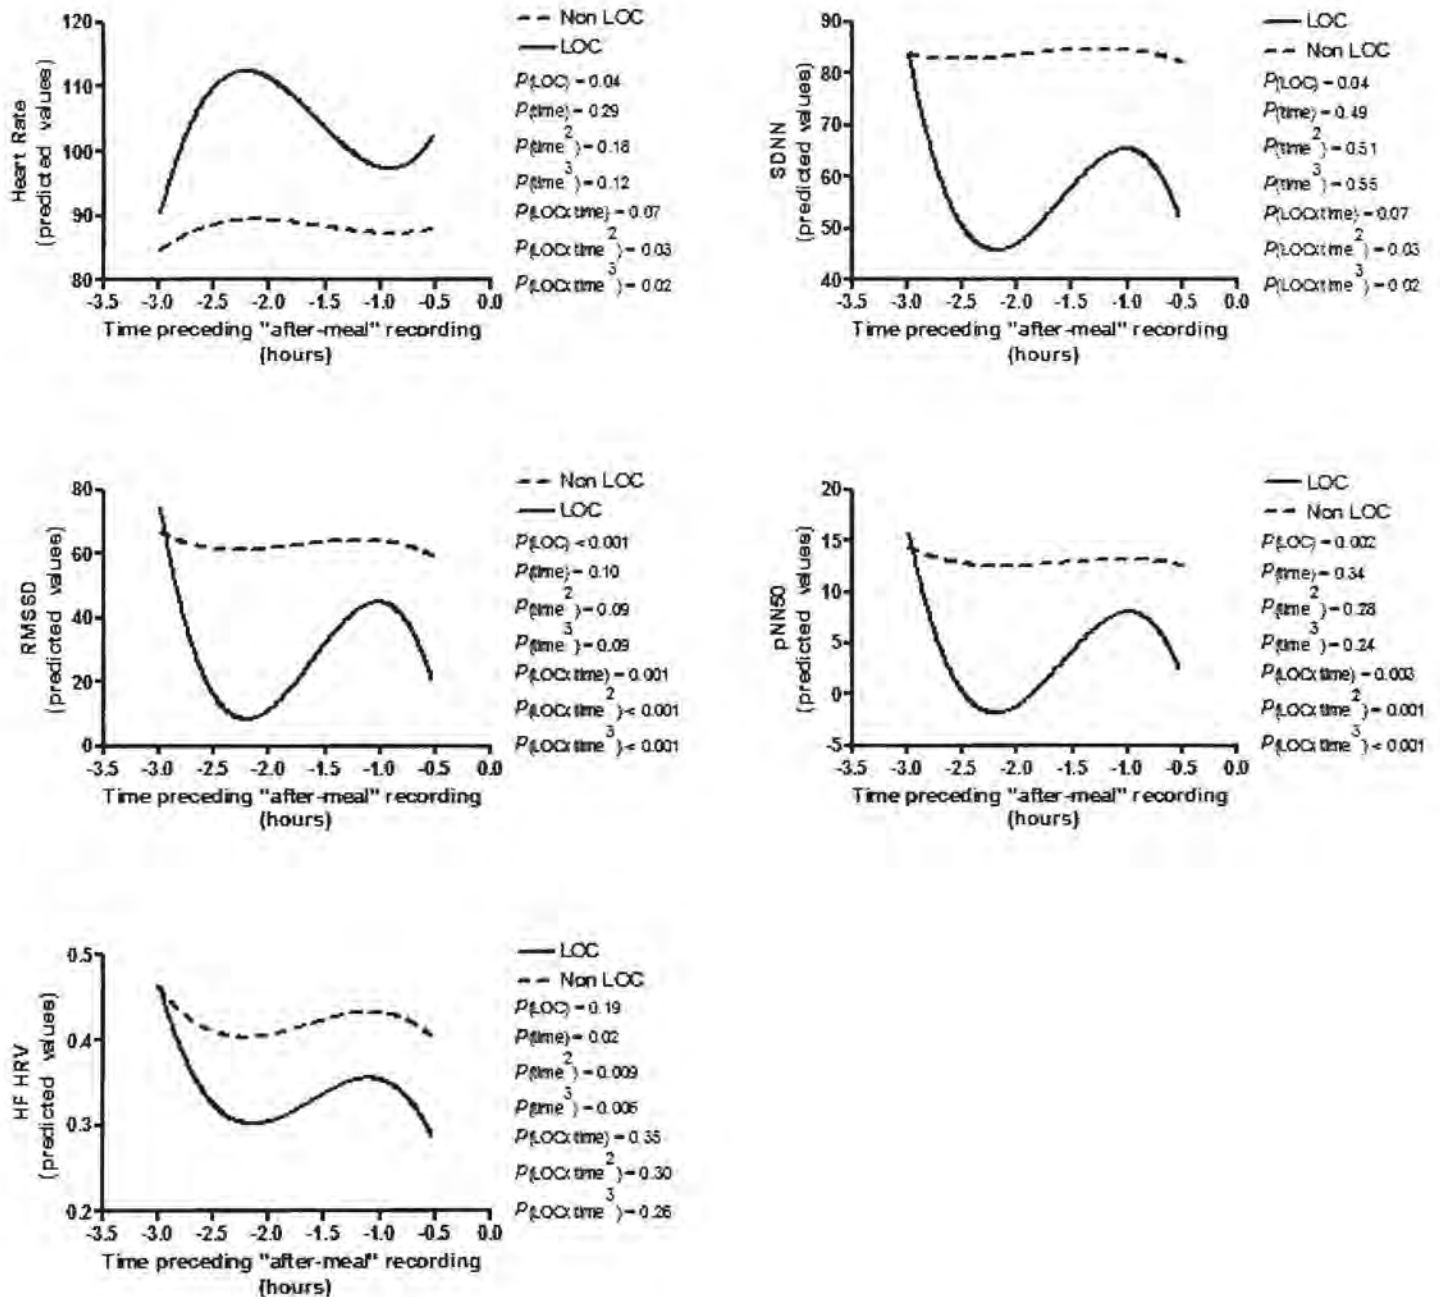 Heart Rate
(predicted values)
120
110
100
90
80
-3.5 -3.0 -2.5 -2.0 -1.5 -1.0 -0.5 0.0
Time preceding "after-meal" recording
(hours)
Non LOC
LOC
P(LOC) = 0.04
P(time) = 0.29
P(time²) = 0.18
P(time³) = 0.12
P(LOCxtime) = 0.07
P(LOCxtime²) = 0.03
P(LOCxtime³) = 0.02
SDNN
(predicted values)
90
80
70
60
50
40
-3.5 -3.0 -2.5 -2.0 -1.5 -1.0 -0.5 0.0
Time preceding "after-meal" recording
(hours)
LOC
Non LOC
P(LOC) = 0.04
P(time) = 0.49
P(time²) = 0.51
P(time³) = 0.55
P(LOCxtime) = 0.07
P(LOCxtime²) = 0.03
P(LOCxtime³) = 0.02
RMSSD
(predicted values)
80
60
40
20
0
-3.5 -3.0 -2.5 -2.0 -1.5 -1.0 -0.5 0.0
Time preceding "after-meal" recording
(hours)
Non LOC
LOC
P(LOC) < 0.001
P(time) = 0.10
P(time²) = 0.09
P(time³) = 0.09
P(LOCxtime) = 0.001
P(LOCxtime²) < 0.001
P(LOCxtime³) < 0.001
pNN50
(predicted values)
20
15
10
5
0
-5
-3.5 -3.0 -2.5 -2.0 -1.5 -1.0 -0.5 0.0
Time preceding "after-meal" recording
(hours)
LOC
Non LOC
P(LOC) = 0.002
P(time) = 0.34
P(time²) = 0.28
P(time³) = 0.24
P(LOCxtime) = 0.003
P(LOCxtime²) = 0.001
P(LOCxtime³) < 0.001
HF HRV
(predicted values)
0.5
0.4
0.3
0.2
-3.5 -3.0 -2.5 -2.0 -1.5 -1.0 -0.5 0.0
Time preceding "after-meal" recording
(hours)
LOC
Non LOC
P(LOC) = 0.19
P(time) = 0.02
P(time²) = 0.009
P(time³) = 0.006
P(LOCxtime) = 0.35
P(LOCxtime²) = 0.30
P(LOCxtime³) = 0.26